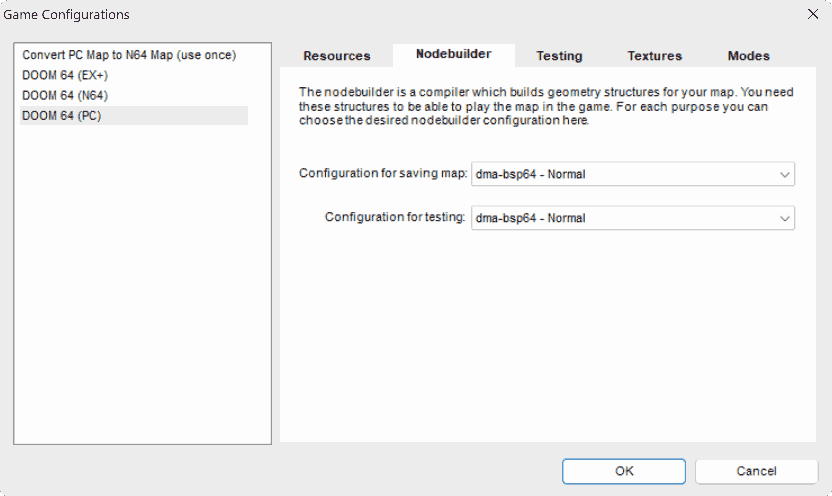 Game Configurations
Convert PC Map to N64 Map (use once)
DOOM 64 (EX+)
DOOM 64 (N64)
DOOM 64 (PC)
Resources Nodebuilder Testing Textures Modes
The nodebuilder is a compiler which builds geometry structures for your map. You need
these structures to be able to play the map in the game. For each purpose you can
choose the desired nodebuilder configuration here.
Configuration for saving map: dma-bsp64 - Normal
Configuration for testing: dma-bsp64 - Normal
OK Cancel